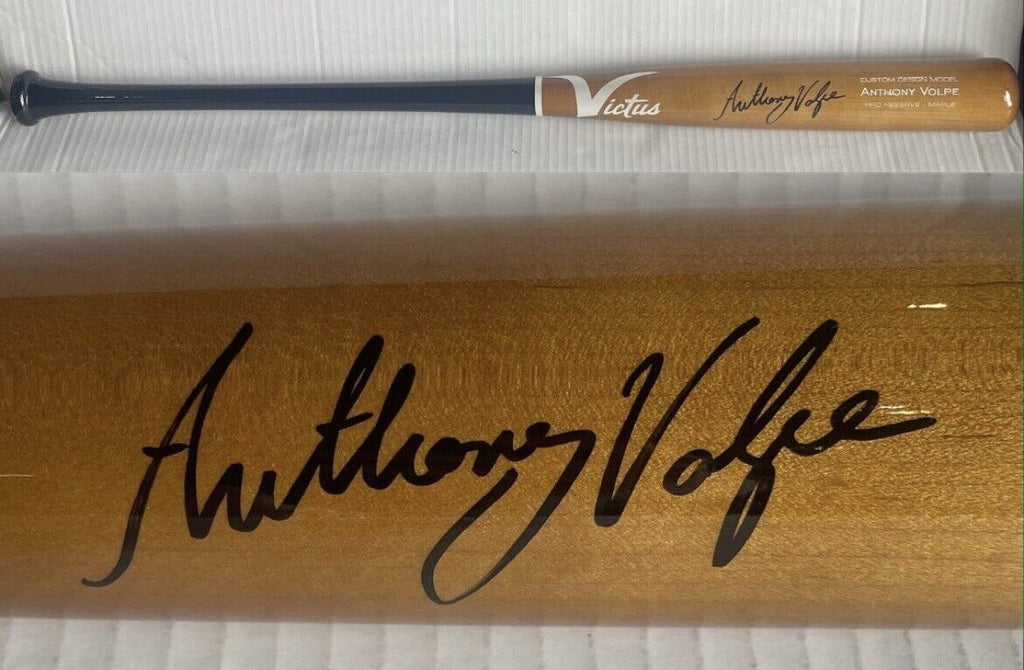 Victus
Anthony Volpe
CUSTOM DESIGN MODEL
ANTHONY VOLPE
PRO RESERVE - MAPLE
Anthony Volpe